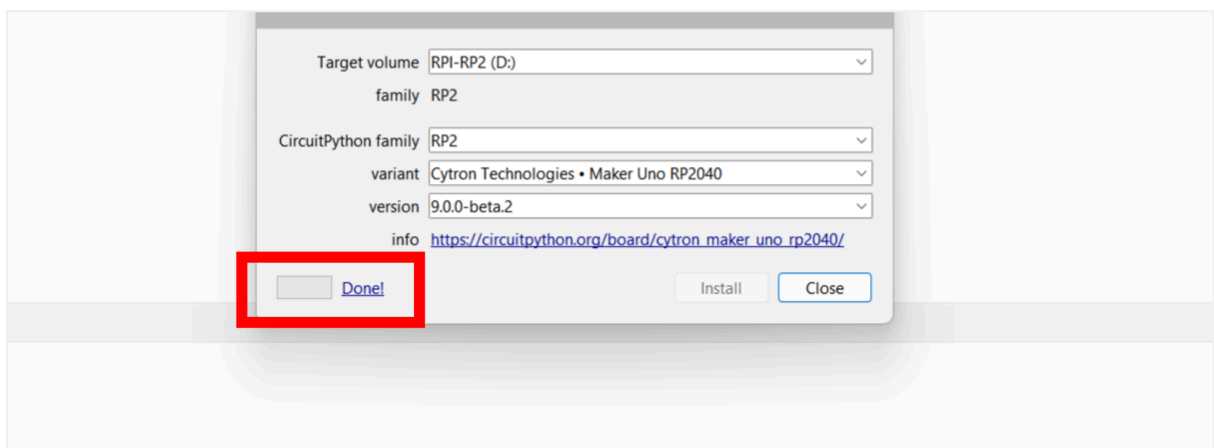 Target volume RPI-RP2 (D:)
family RP2
CircuitPython family RP2
variant Cytron Technologies • Maker Uno RP2040
version 9.0.0-beta.2
info https://circuitpython.org/board/cytron_maker_uno_rp2040/
Done! Install Close